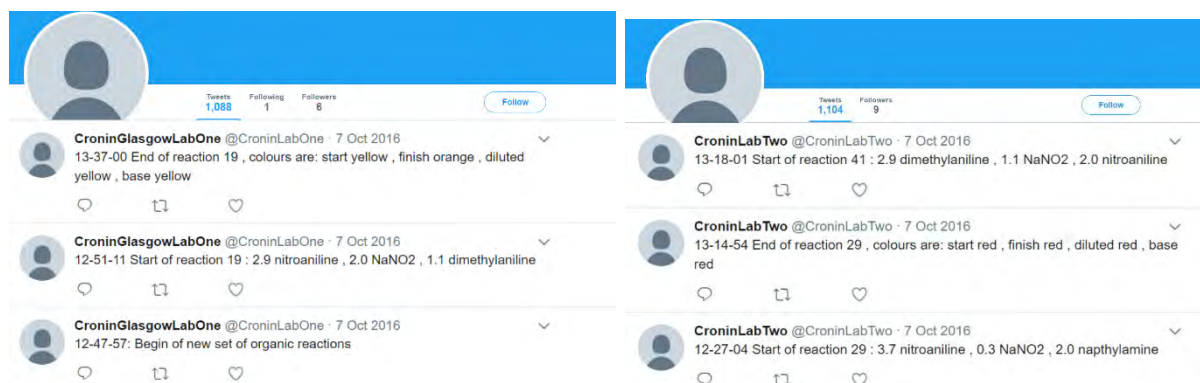 Tweets Following Followers
1,088 1 6
Follow
CroninGlasgowLabOne @CroninLabOne · 7 Oct 2016
13-37-00 End of reaction 19 , colours are: start yellow , finish orange , diluted
yellow , base yellow
CroninGlasgowLabOne @CroninLabOne · 7 Oct 2016
12-51-11 Start of reaction 19 : 2.9 nitroaniline , 2.0 NaNO2 , 1.1 dimethylaniline
CroninGlasgowLabOne @CroninLabOne · 7 Oct 2016
12-47-57: Begin of new set of organic reactions
Tweets Followers
1,104 9
Follow
CroninLabTwo @CroninLabTwo · 7 Oct 2016
13-18-01 Start of reaction 41 : 2.9 dimethylaniline , 1.1 NaNO2 , 2.0 nitroaniline
CroninLabTwo @CroninLabTwo · 7 Oct 2016
13-14-54 End of reaction 29 , colours are: start red , finish red , diluted red , base
red
CroninLabTwo @CroninLabTwo · 7 Oct 2016
12-27-04 Start of reaction 29 : 3.7 nitroaniline , 0.3 NaNO2 , 2.0 napthylamine